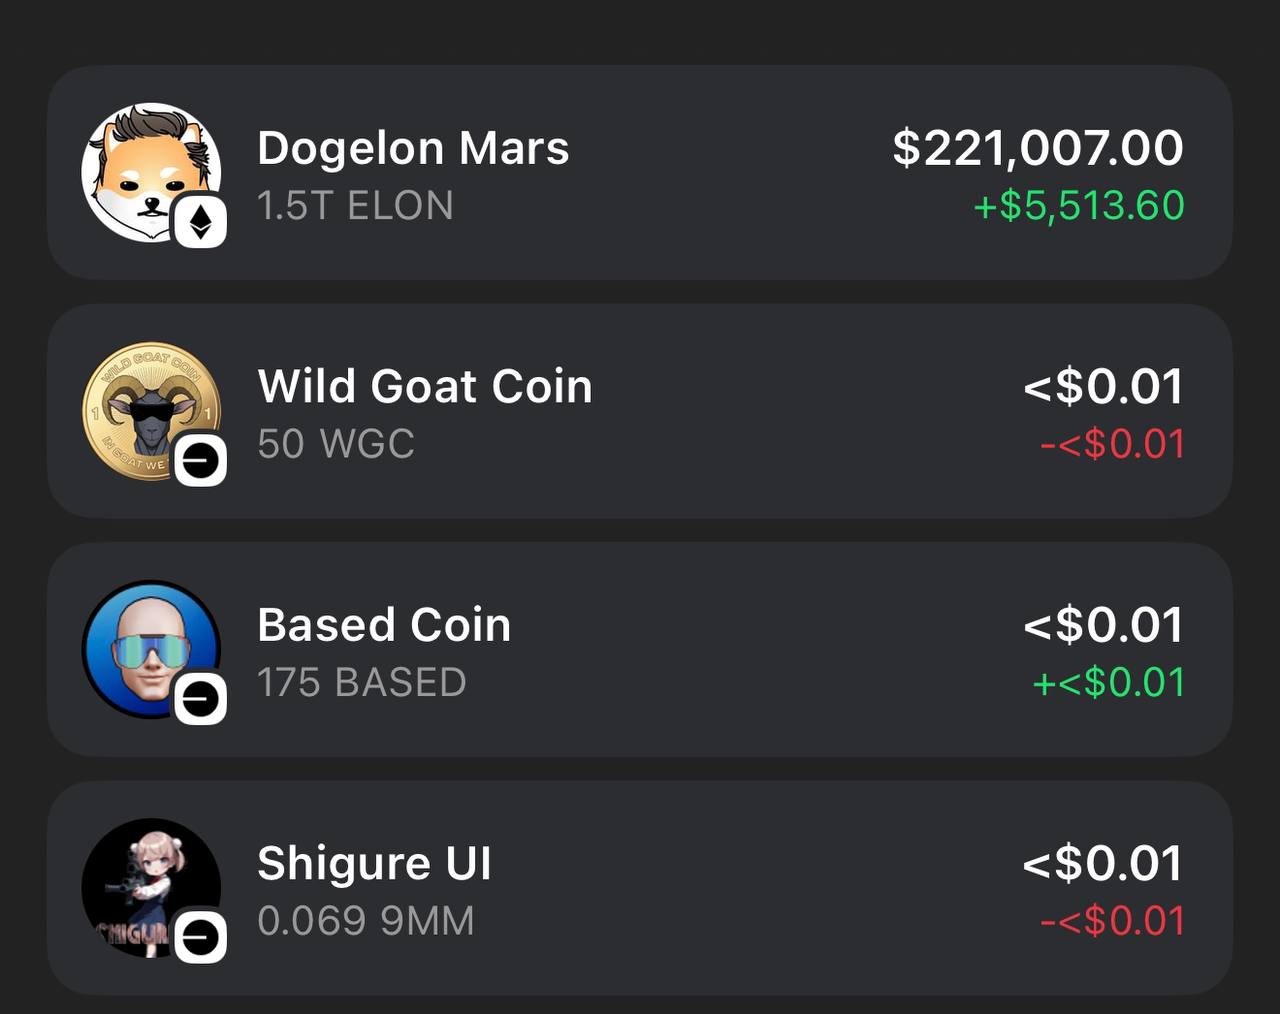 Dogelon Mars
$221,007.00
1.5T ELON
+$5,513.60
WILD GOAT COIN
1 1
IN GOAT WE
Wild Goat Coin
<$0.01
50 WGC
-<$0.01
Based Coin
<$0.01
175 BASED
+<$0.01
Shigure UI
<$0.01
0.069 9MM
-<$0.01